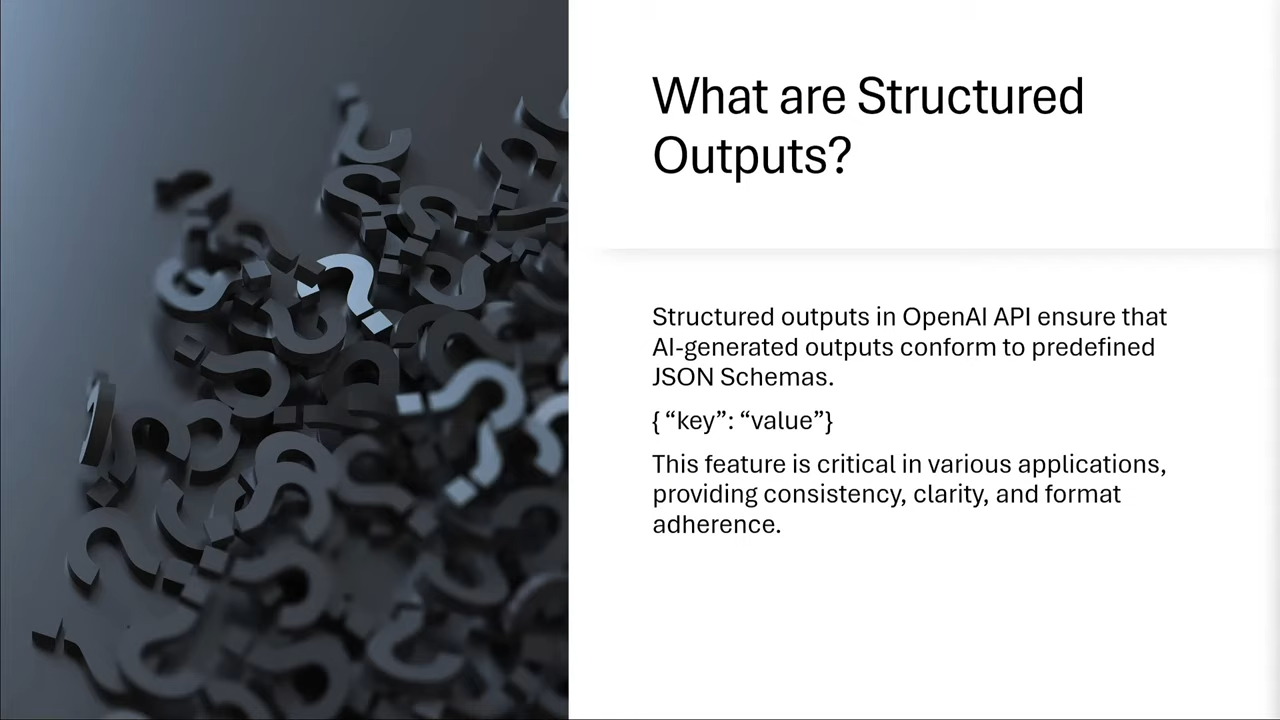 What are Structured
Outputs?
Structured outputs in OpenAI API ensure that
AI-generated outputs conform to predefined
JSON Schemas.
{ “key”: “value”}
This feature is critical in various applications,
providing consistency, clarity, and format
adherence.